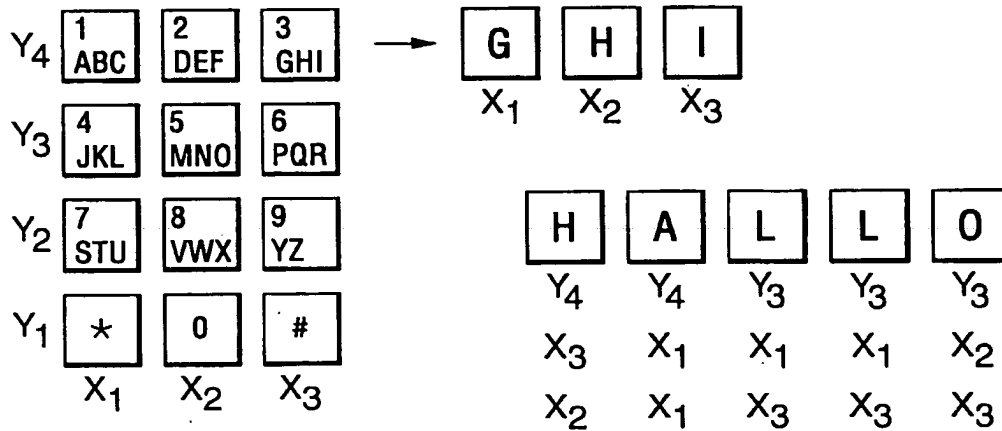 Y4 1 ABC 2 DEF 3 GHI → G H I
X1 X2 X3
Y3 4 JKL 5 MNO 6 PQR
Y2 7 STU 8 VWX 9 YZ
H A L L O
Y4 Y4 Y3 Y3 Y3
Y1 * 0 #
X3 X1 X1 X1 X2
X1 X2 X3
X2 X1 X3 X3 X3